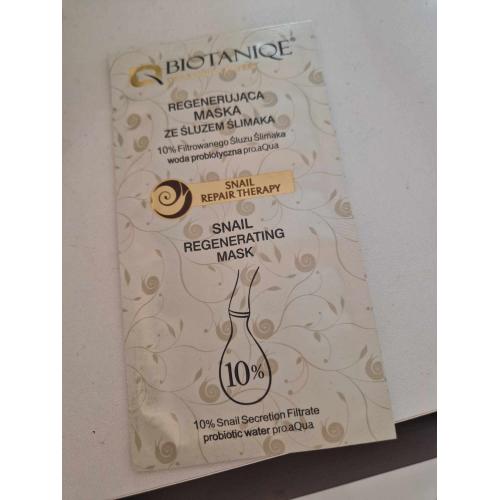 BIOTANIQE®
REGENERUJĄCA
MASKA
ZE ŚLUZEM ŚLIMAKA
10% Filtrowanego Śluzu Ślimaka
woda probiotyczna pro.aQua
SNAIL
REPAIR THERAPY
SNAIL
REGENERATING
MASK
10%
10% Snail Secretion Filtrate
probiotic water pro.aQua